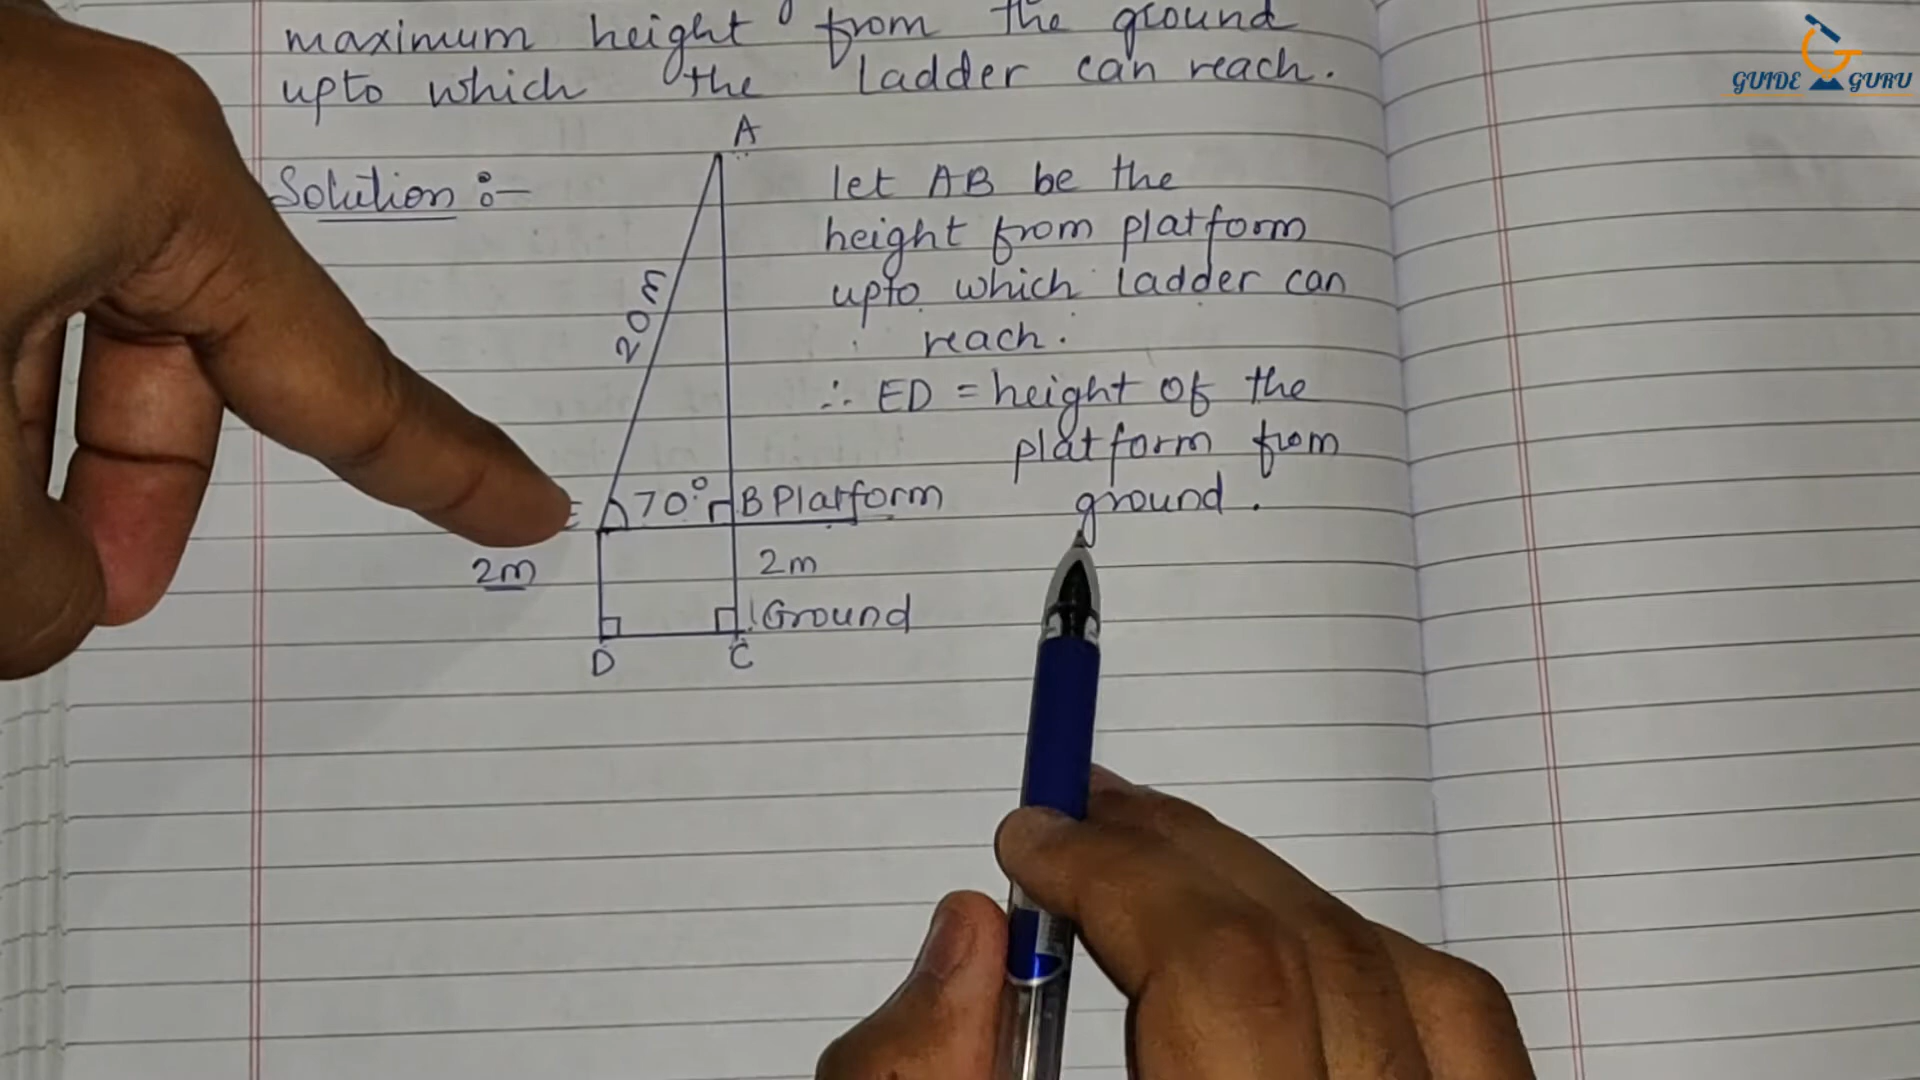 maximum height from the ground
upto which the ladder can reach.
GUIDE GURU
Solution :-
A
let AB be the
height from platform
upto which ladder can
reach.
∴ ED = height of the
platform from
ground.
20m
E 70° B Platform
2m
2m
Ground
D
C